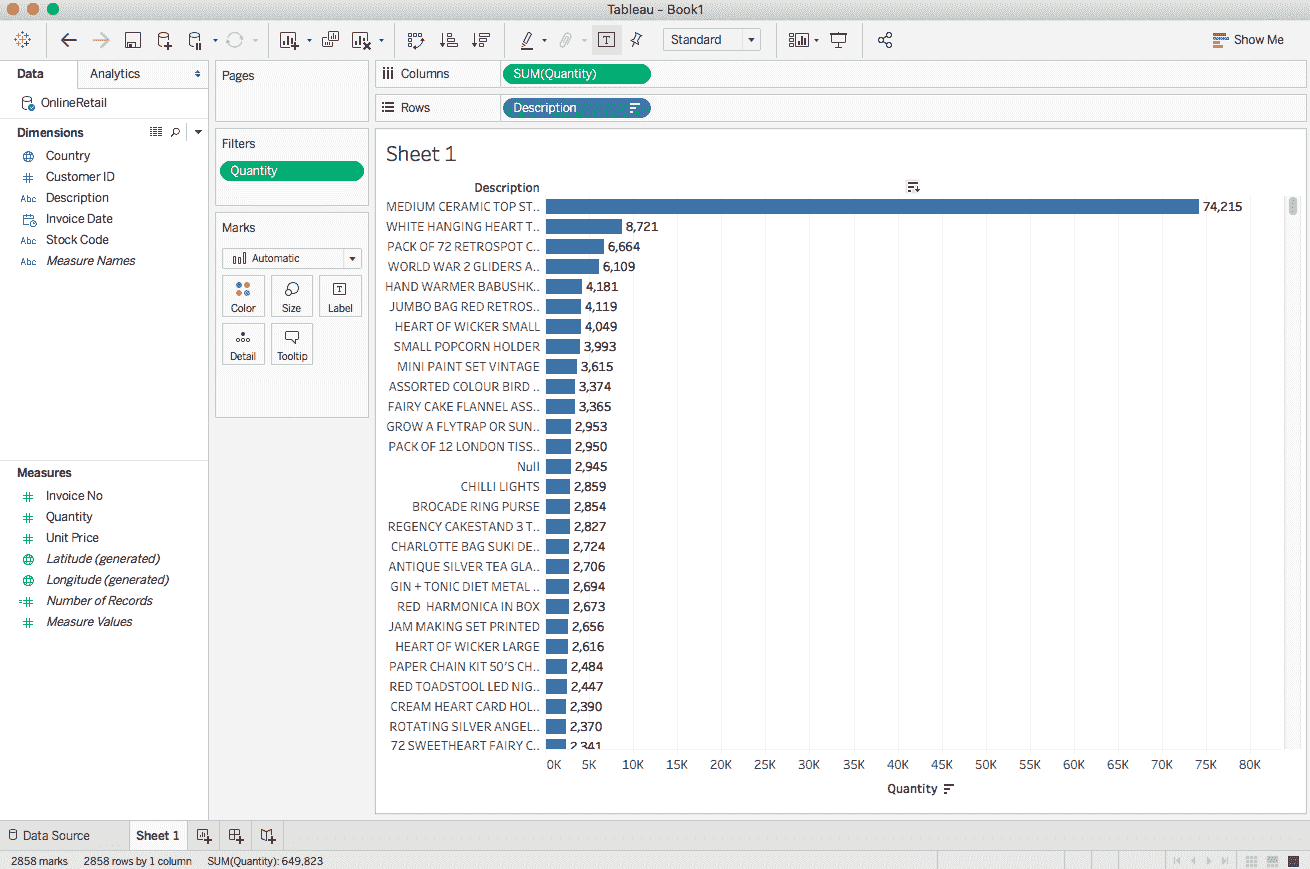 Tableau - Book1
Standard
Show Me
Data
Analytics
Pages
Columns
SUM(Quantity)
OnlineRetail
Rows
Description
Dimensions
Filters
Quantity
Country
Customer ID
Abc Description
Invoice Date
Abc Stock Code
Abc Measure Names
Marks
Automatic
Color
Size
T
Label
Detail
Tooltip
Measures
Invoice No
Quantity
Unit Price
Latitude (generated)
Longitude (generated)
Number of Records
Measure Values
Sheet 1
Description
MEDIUM CERAMIC TOP ST.. 74,215
WHITE HANGING HEART T.. 8,721
PACK OF 72 RETROSPOT C.. 6,664
WORLD WAR 2 GLIDERS A.. 6,109
HAND WARMER BABUSHK.. 4,181
JUMBO BAG RED RETROS.. 4,119
HEART OF WICKER SMALL 4,049
SMALL POPCORN HOLDER 3,993
MINI PAINT SET VINTAGE 3,615
ASSORTED COLOUR BIRD .. 3,374
FAIRY CAKE FLANNEL ASS.. 3,365
GROW A FLYTRAP OR SUN.. 2,953
PACK OF 12 LONDON TISS.. 2,950
Null 2,945
CHILLI LIGHTS 2,859
BROCADE RING PURSE 2,854
REGENCY CAKESTAND 3 T.. 2,827
CHARLOTTE BAG SUKI DE.. 2,724
ANTIQUE SILVER TEA GLA.. 2,706
GIN + TONIC DIET METAL .. 2,694
RED  HARMONICA IN BOX 2,673
JAM MAKING SET PRINTED 2,656
HEART OF WICKER LARGE 2,616
PAPER CHAIN KIT 50'S CH.. 2,484
RED TOADSTOOL LED NIG.. 2,447
CREAM HEART CARD HOL.. 2,390
ROTATING SILVER ANGEL.. 2,370
72 SWEETHEART FAIRY C.. 2,341
0K 5K 10K 15K 20K 25K 30K 35K 40K 45K 50K 55K 60K 65K 70K 75K 80K
Quantity
Data Source
Sheet 1
2858 marks 2858 rows by 1 column SUM(Quantity): 649,823